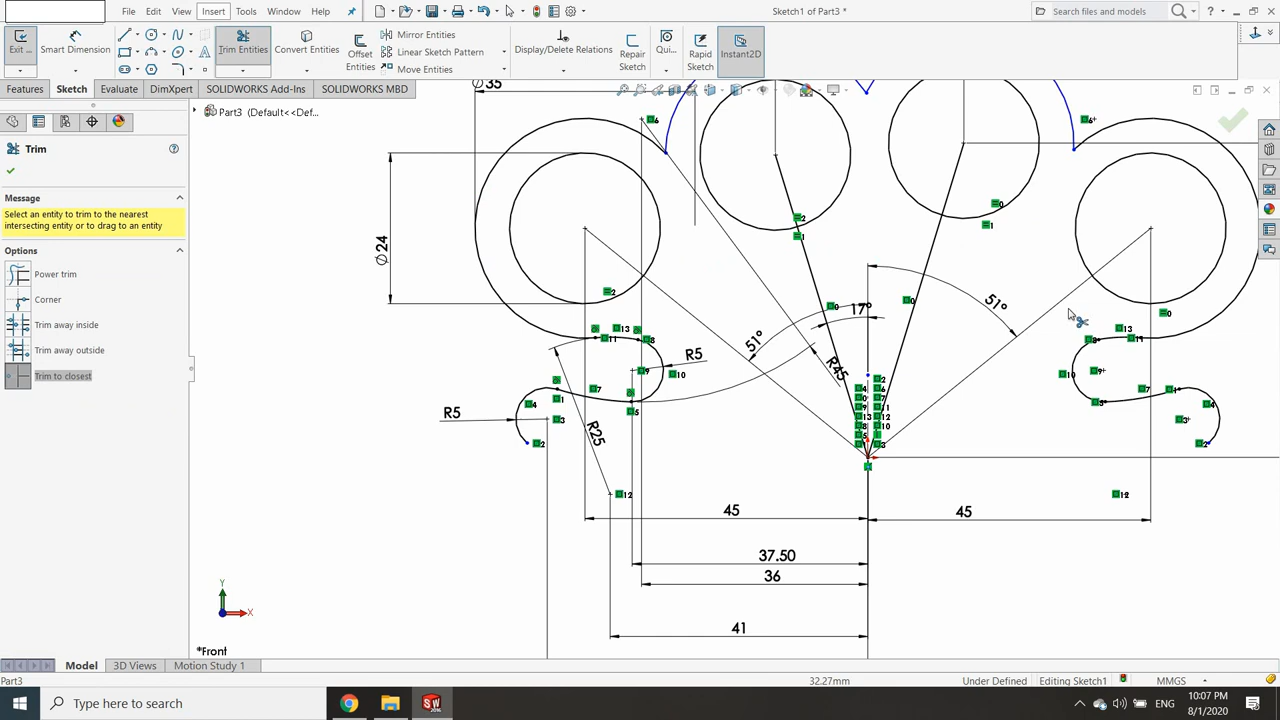 File Edit View Insert Tools Window Help
Sketch1 of Part3 *
Search files and models
Exit ...
Smart Dimension
Trim Entities
Convert Entities
Offset Entities
Mirror Entities
Linear Sketch Pattern
Move Entities
Display/Delete Relations
Repair Sketch
Qui...
Rapid Sketch
Instant2D
Features Sketch Evaluate DimXpert SOLIDWORKS Add-Ins SOLIDWORKS MBD
Part3 (Default<<Def...
Trim
Message
Select an entity to trim to the nearest
intersecting entity or to drag to an entity
Options
Power trim
Corner
Trim away inside
Trim away outside
Trim to closest
Ø35
Ø24
51°
17°
51°
R5
R45
R5
R25
45
45
37.50
36
41
Y
X
*Front
Model 3D Views Motion Study 1
Part3
32.27mm Under Defined Editing Sketch1 MMGS
Type here to search
ENG
10:07 PM
8/1/2020